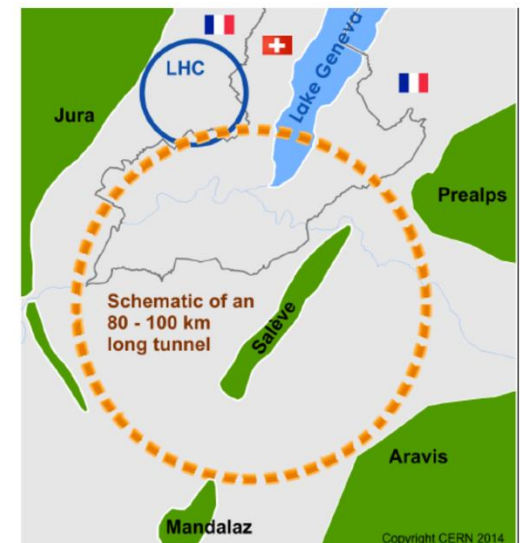 LHC
Lake Geneva
Jura
Prealps
Schematic of an
80 - 100 km
long tunnel
Salève
Aravis
Mandalaz
Copyright CERN 2014